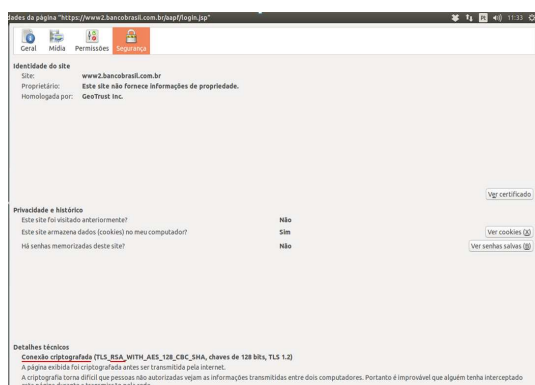 dades da página "https://www2.bancobrasil.com.br/aapf/login.jsp" Pt 11:33
Geral Mídia Permissões Segurança
Identidade do site
Site: www2.bancobrasil.com.br
Proprietário: Este site não fornece informações de propriedade.
Homologada por: GeoTrust Inc.
Ver certificado
Privacidade e histórico
Este site foi visitado anteriormente? Não
Este site armazena dados (cookies) no meu computador? Sim Ver cookies (X)
Há senhas memorizadas deste site? Não Ver senhas salvas (B)
Detalhes técnicos
Conexão criptografada (TLS_RSA_WITH_AES_128_CBC_SHA, chaves de 128 bits, TLS 1.2)
A página exibida foi criptografada antes ser transmitida pela internet.
A criptografia torna difícil que pessoas não autorizadas vejam as informações transmitidas entre dois computadores. Portanto é improvável que alguém tenha interceptado